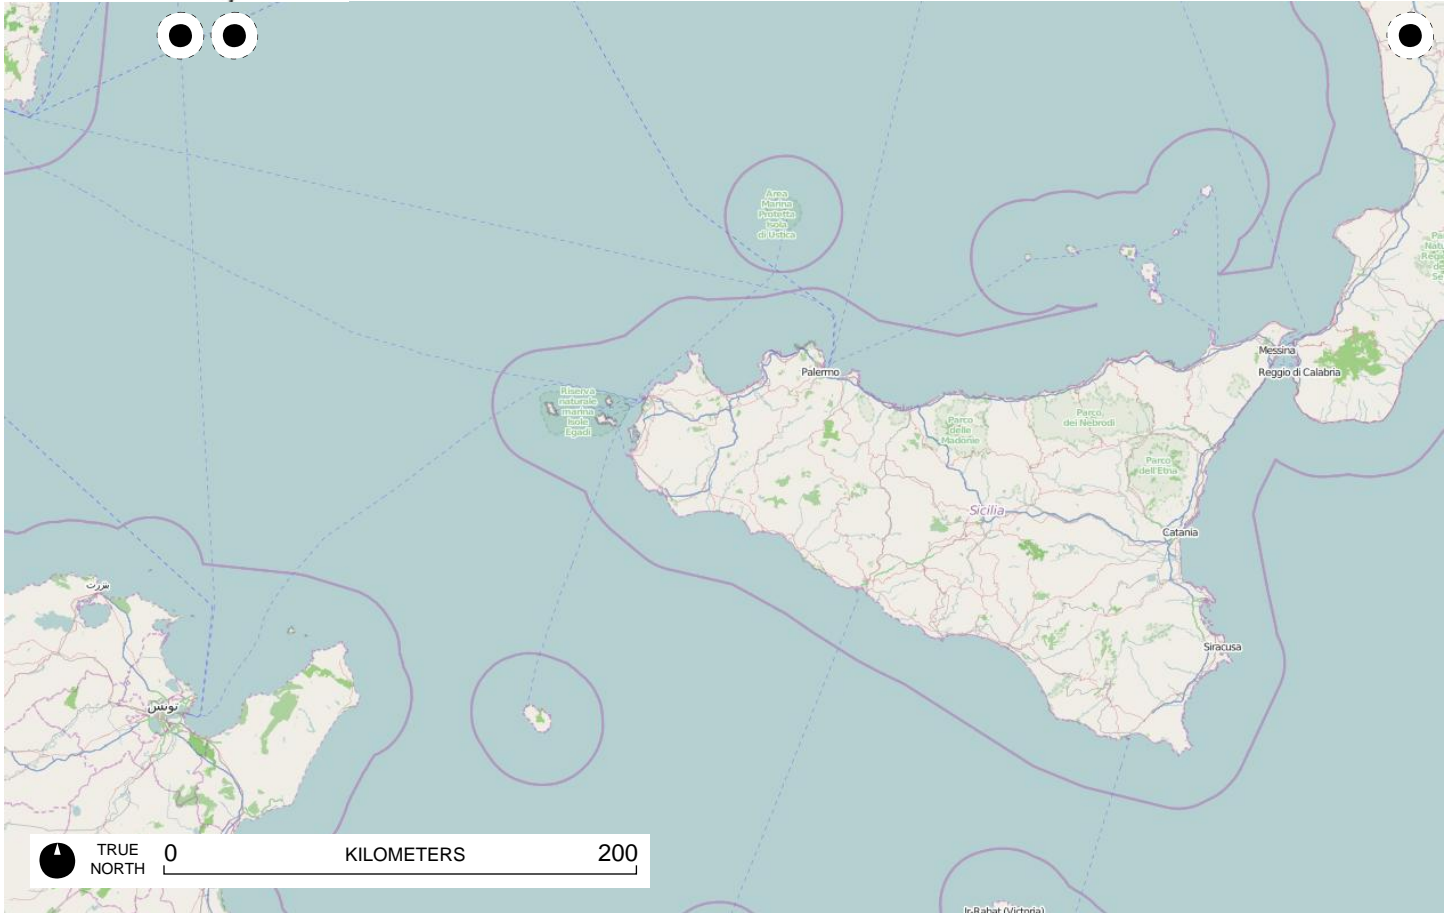 Area
Marina
Protetta
Isola
di Ustica
Riserva
naturale
marina
Isole
Egadi
Palermo
Messina
Reggio di Calabria
Parco
delle
Madonie
Parco
dei Nebrodi
Parco
dell'Etna
Sicilia
Catania
Siracusa
بنزرت
تونس
TRUE
NORTH
0
KILOMETERS
200
Ir-Rabat (Victoria)